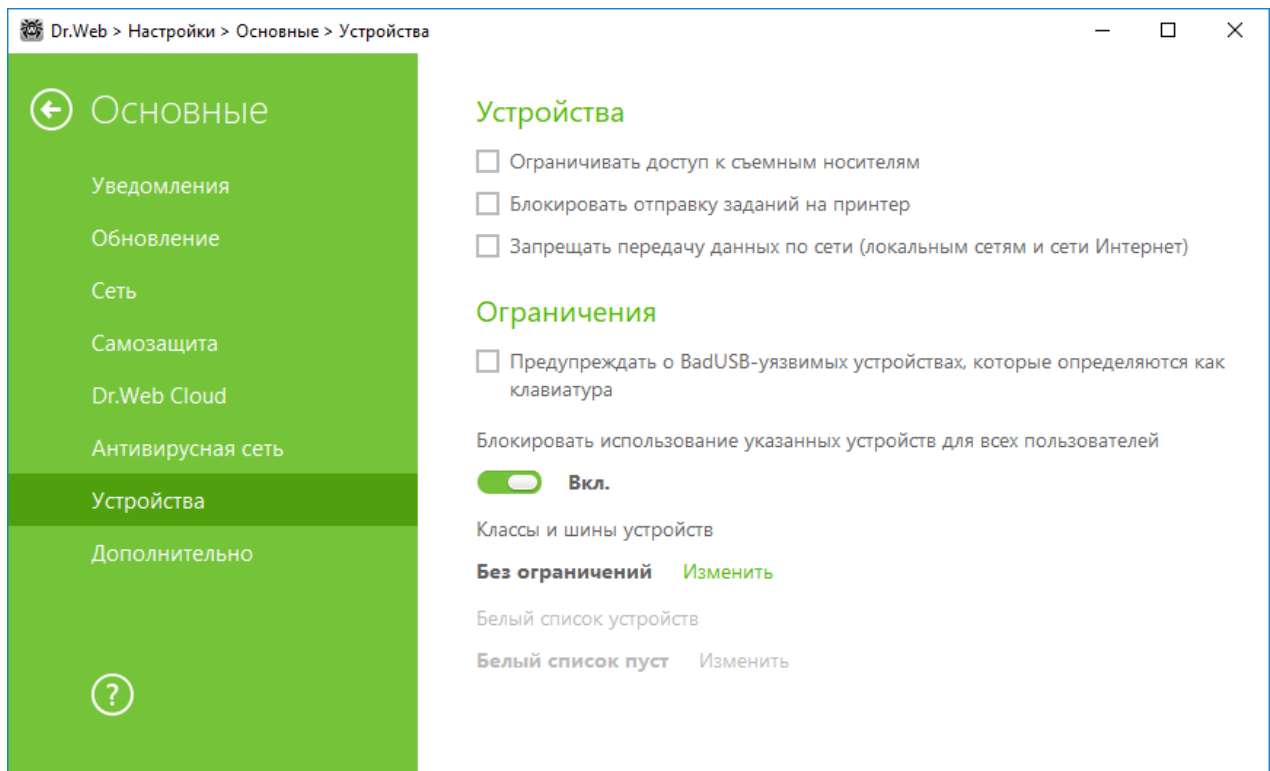 Dr.Web > Настройки > Основные > Устройства
Основные
Уведомления
Обновление
Сеть
Самозащита
Dr.Web Cloud
Антивирусная сеть
Устройства
Дополнительно
?
Устройства
Ограничивать доступ к съемным носителям
Блокировать отправку заданий на принтер
Запрещать передачу данных по сети (локальным сетям и сети Интернет)
Ограничения
Предупреждать о BadUSB-уязвимых устройствах, которые определяются как
клавиатура
Блокировать использование указанных устройств для всех пользователей
Вкл.
Классы и шины устройств
Без ограничений Изменить
Белый список устройств
Белый список пуст Изменить